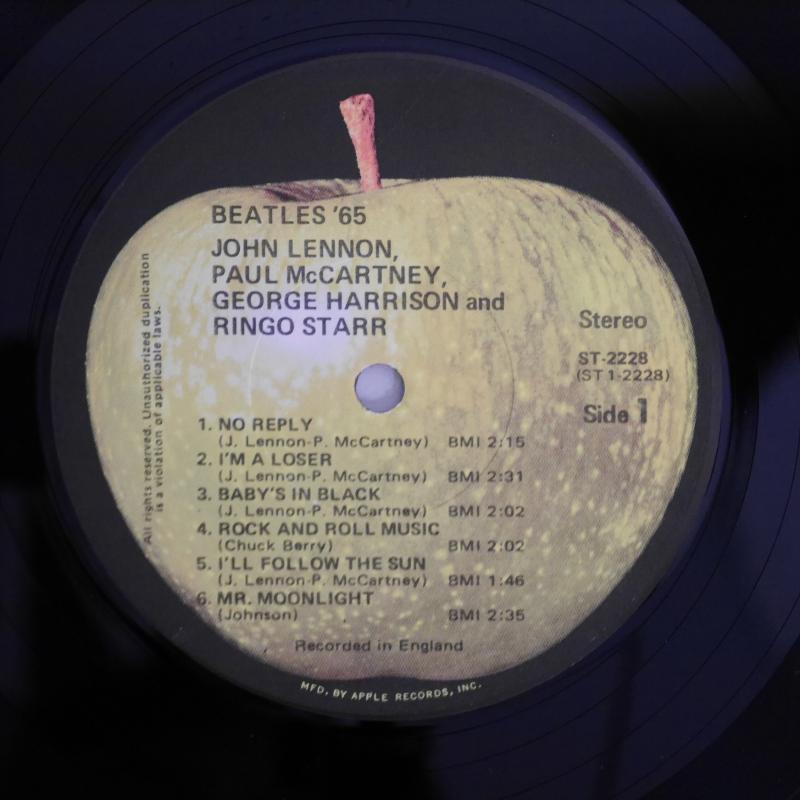 BEATLES '65
JOHN LENNON,
PAUL McCARTNEY,
GEORGE HARRISON and
RINGO STARR
Stereo
ST-2228
(ST 1-2228)
Side 1
All rights reserved. Unauthorized duplication
is a violation of applicable laws.
1. NO REPLY
(J. Lennon-P. McCartney) BMI 2:15
2. I'M A LOSER
(J. Lennon-P. McCartney) BMI 2:31
3. BABY'S IN BLACK
(J. Lennon-P. McCartney) BMI 2:02
4. ROCK AND ROLL MUSIC
(Chuck Berry) BMI 2:02
5. I'LL FOLLOW THE SUN
(J. Lennon-P. McCartney) BMI 1:46
6. MR. MOONLIGHT
(Johnson) BMI 2:35
Recorded in England
MFD. BY APPLE RECORDS, INC.